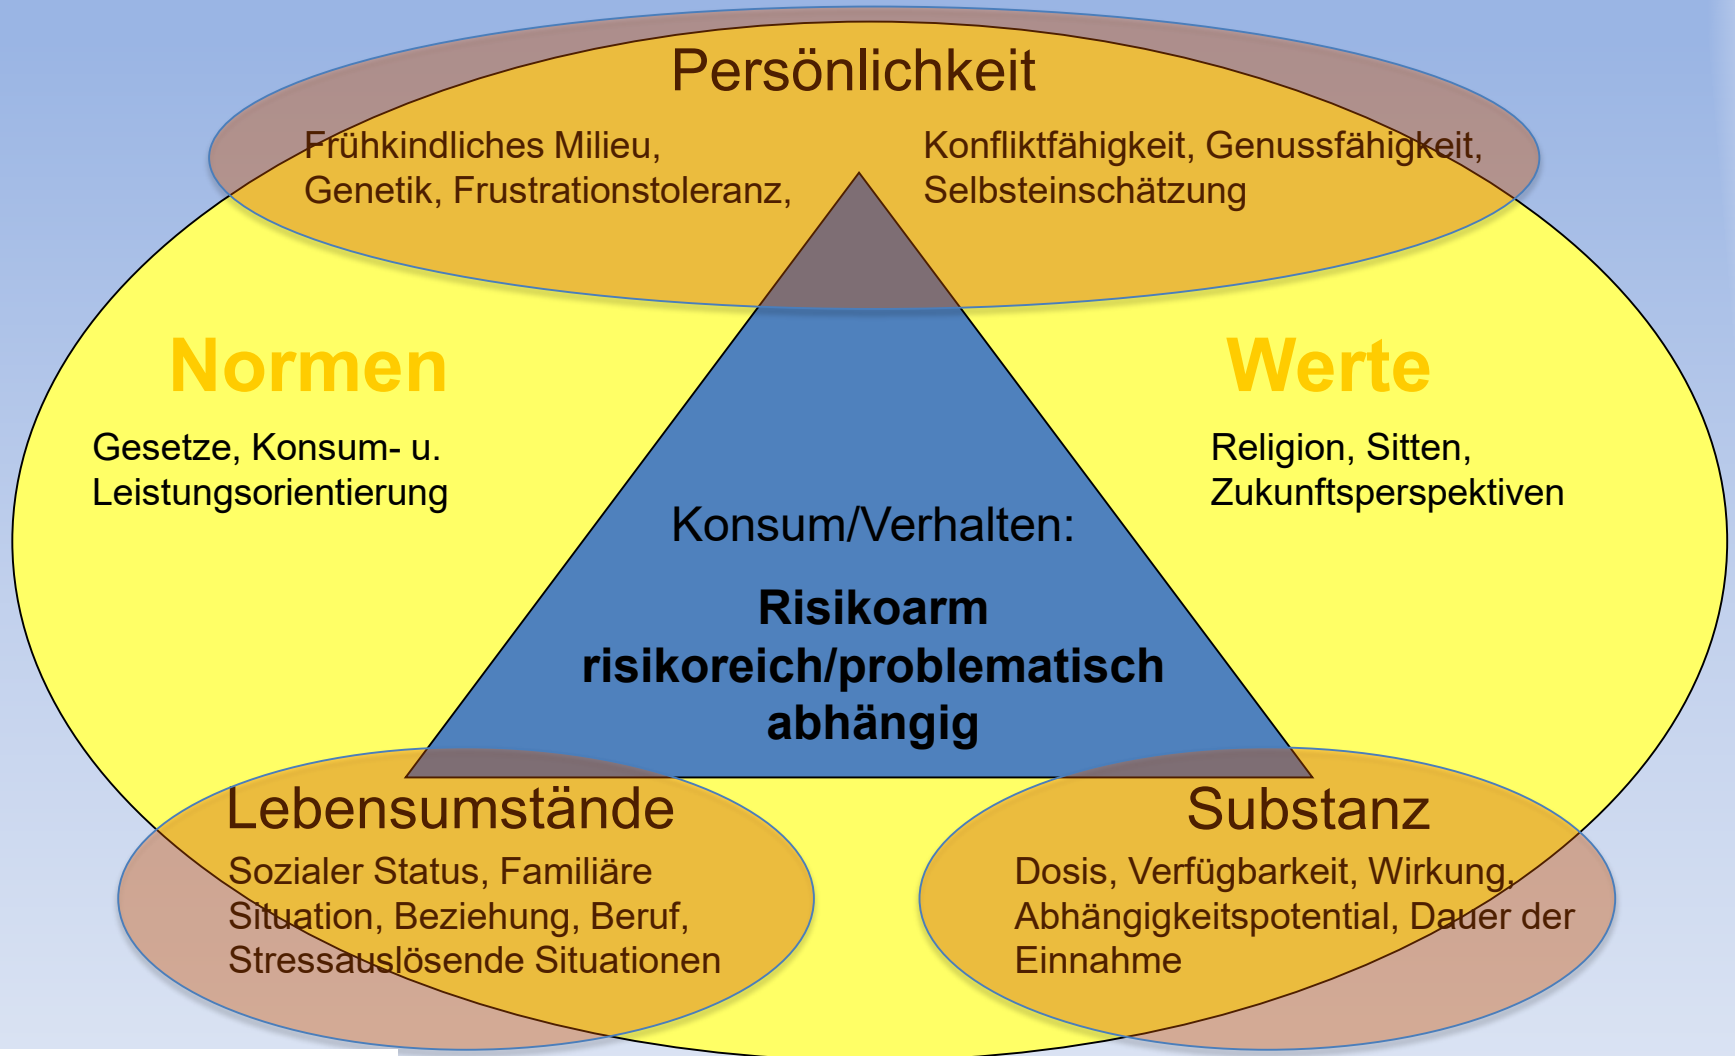 Persönlichkeit
Frühkindliches Milieu,
Genetik, Frustrationstoleranz,
Konfliktfähigkeit, Genussfähigkeit,
Selbsteinschätzung
Normen
Gesetze, Konsum- u.
Leistungsorientierung
Werte
Religion, Sitten,
Zukunftsperspektiven
Konsum/Verhalten:
Risikoarm
risikoreich/problematisch
abhängig
Lebensumstände
Sozialer Status, Familiäre
Situation, Beziehung, Beruf,
Stressauslösende Situationen
Substanz
Dosis, Verfügbarkeit, Wirkung,
Abhängigkeitspotential, Dauer der
Einnahme